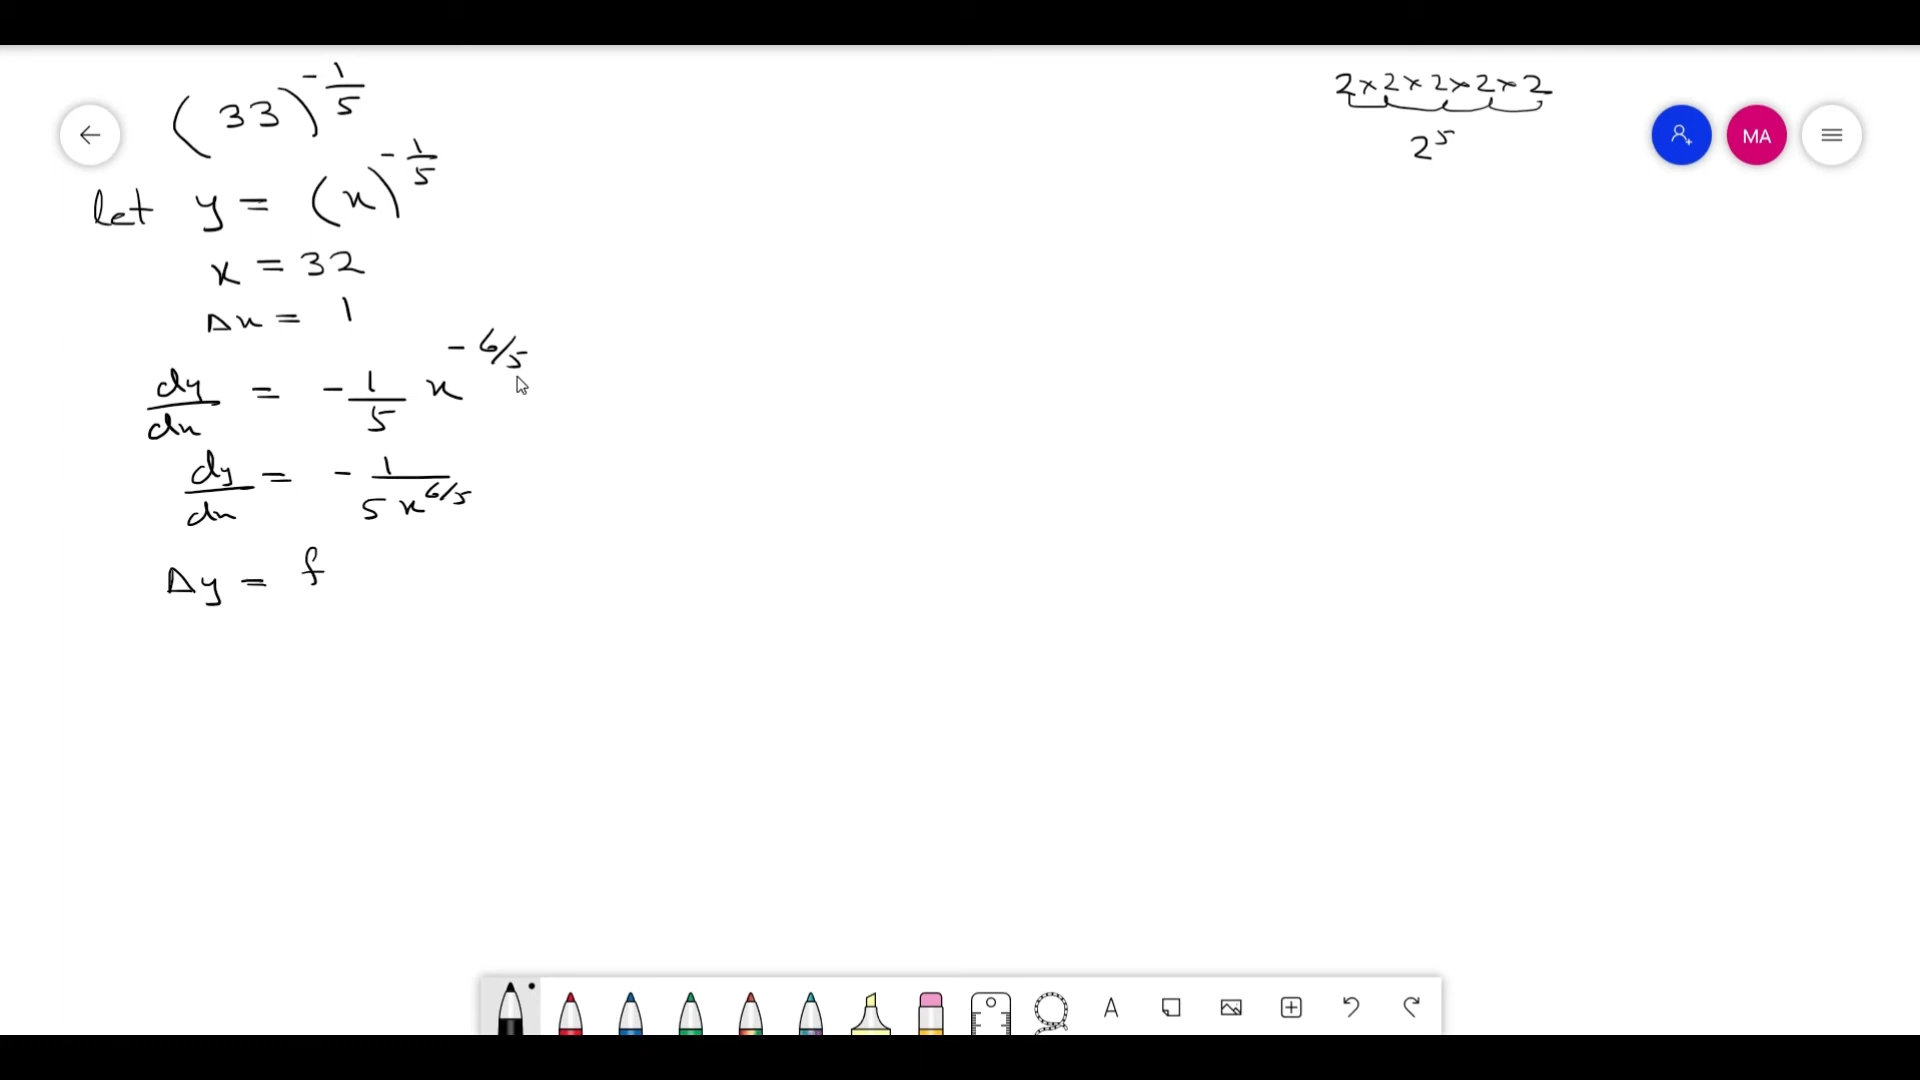 (33)^{-1/5}
2×2×2×2×2
2^5
MA
let y = (x)^{-1/5}
x = 32
Δx = 1
dy/dx = -1/5 x^{-6/5}
dy/dx = -1/(5x^{6/5})
Δy = f
A